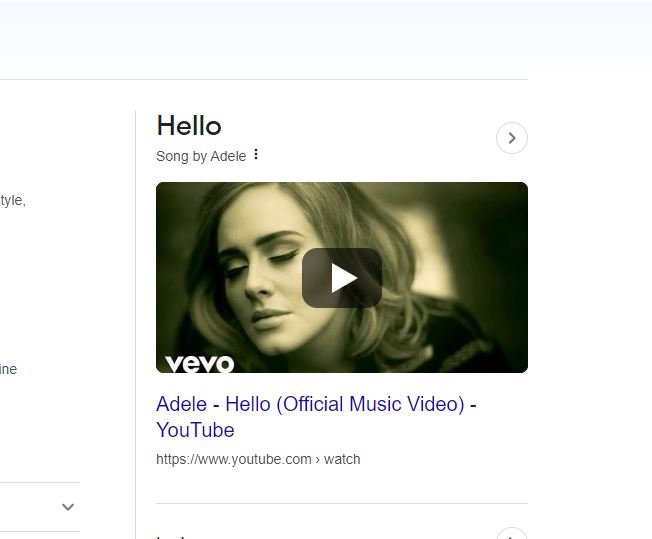 Hello
Song by Adele
tyle,
vevo
ine
Adele - Hello (Official Music Video) -
YouTube
https://www.youtube.com › watch